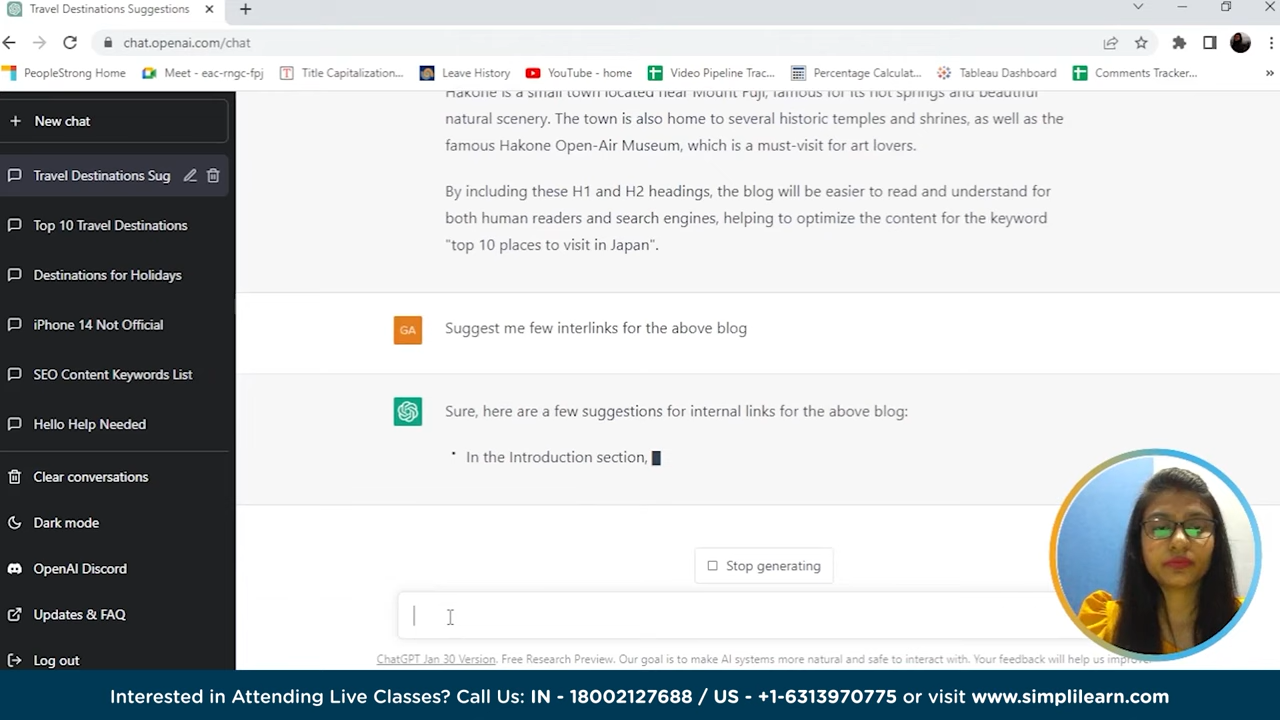 Travel Destinations Suggestions
chat.openai.com/chat
PeopleStrong Home
Meet - eac-rngc-fpj
Title Capitalization...
Leave History
YouTube - home
Video Pipeline Trac...
Percentage Calculat...
Tableau Dashboard
Comments Tracker...
New chat
Travel Destinations Sug
Top 10 Travel Destinations
Destinations for Holidays
iPhone 14 Not Official
SEO Content Keywords List
Hello Help Needed
Clear conversations
Dark mode
OpenAI Discord
Updates & FAQ
Log out
Hakone is a small town located near Mount Fuji, famous for its hot springs and beautiful
natural scenery. The town is also home to several historic temples and shrines, as well as the
famous Hakone Open-Air Museum, which is a must-visit for art lovers.
By including these H1 and H2 headings, the blog will be easier to read and understand for
both human readers and search engines, helping to optimize the content for the keyword
"top 10 places to visit in Japan".
GA
Suggest me few interlinks for the above blog
Sure, here are a few suggestions for internal links for the above blog:
• In the Introduction section,
Stop generating
ChatGPT Jan 30 Version. Free Research Preview. Our goal is to make AI systems more natural and safe to interact with. Your feedback will help us improve
Interested in Attending Live Classes? Call Us: IN - 18002127688 / US - +1-6313970775 or visit www.simplilearn.com